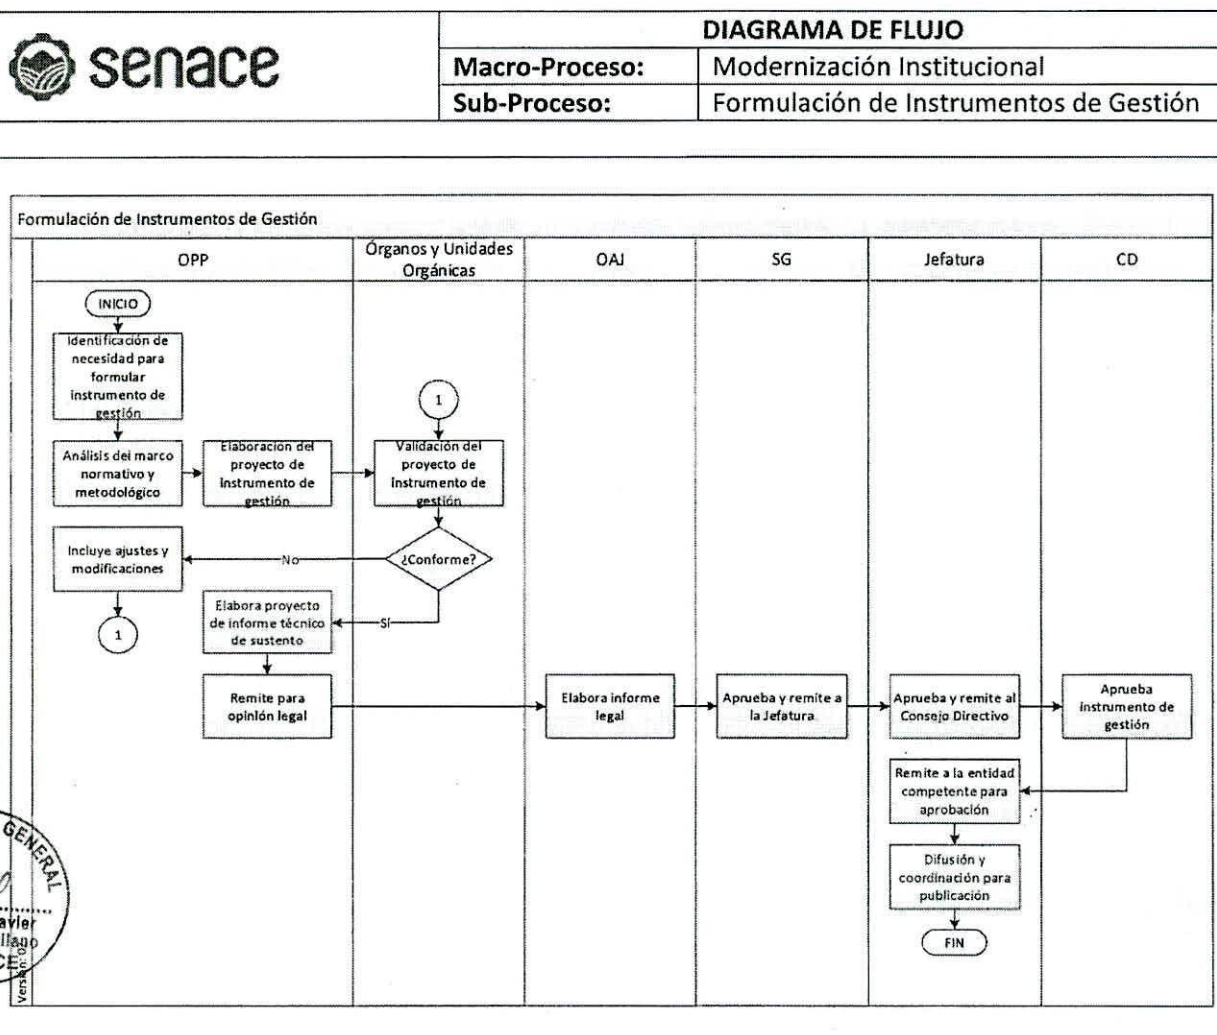 senace
DIAGRAMA DE FLUJO
Macro-Proceso: Modernización Institucional
Sub-Proceso: Formulación de Instrumentos de Gestión
Formulación de Instrumentos de Gestión
OPP
Órganos y Unidades
Orgánicas
OAJ
SG
Jefatura
CD
INICIO
Identificación de
necesidad para
formular
instrumento de
gestión
1
Análisis del marco
normativo y
metodológico
Elaboración del
proyecto de
instrumento de
gestión
Validación del
proyecto de
instrumento de
gestión
Incluye ajustes y
modificaciones
No
¿Conforme?
1
Elabora proyecto
de informe técnico
de sustento
Sí
Remite para
opinión legal
Elabora informe
legal
Aprueba y remite a
la Jefatura
Aprueba y remite al
Consejo Directivo
Aprueba
instrumento de
gestión
Remite a la entidad
competente para
aprobación
Difusión y
coordinación para
publicación
FIN
GENERAL
Versión: